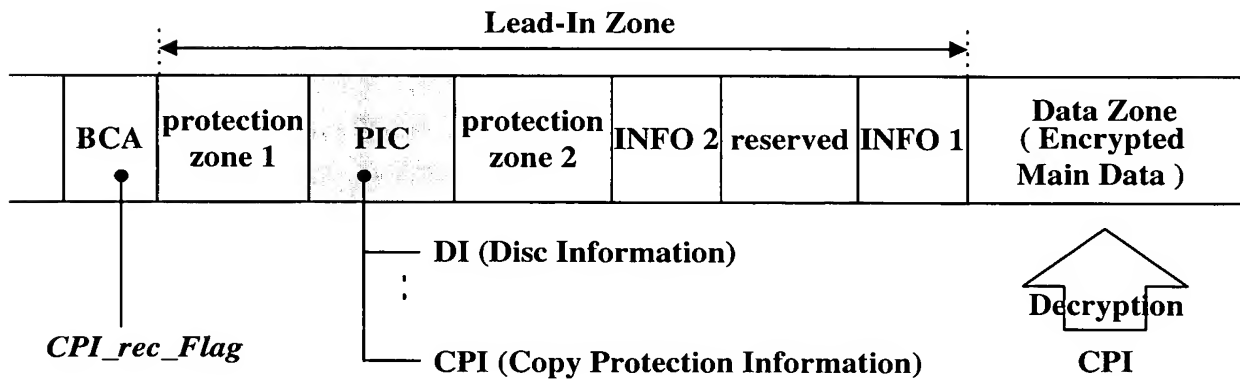 Lead-In Zone
BCA
protection
zone 1
PIC
protection
zone 2
INFO 2
reserved
INFO 1
Data Zone
( Encrypted
Main Data )
DI (Disc Information)
Decryption
CPI_rec_Flag
CPI (Copy Protection Information)
CPI